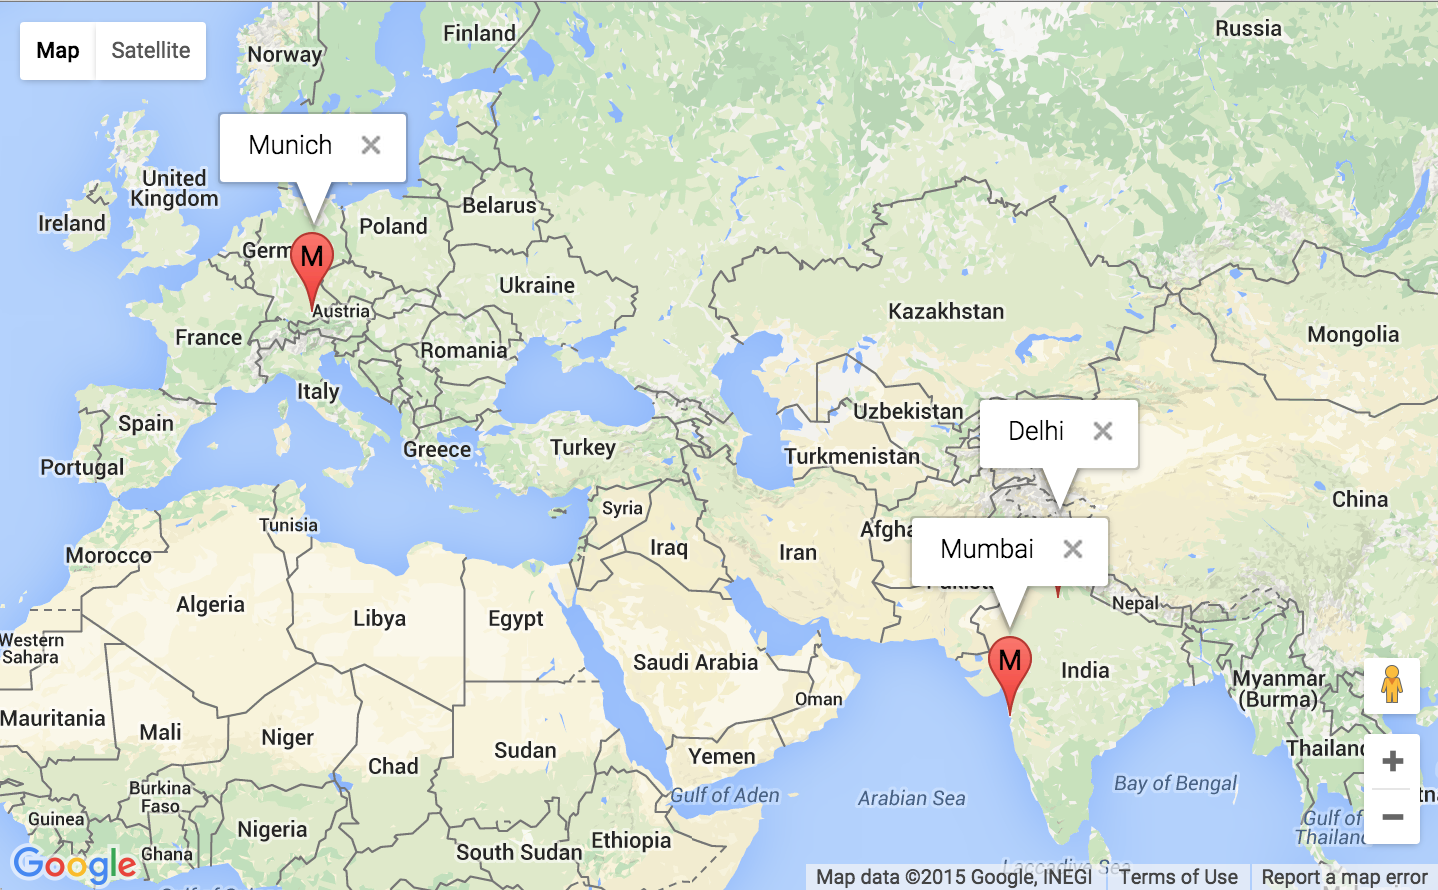 Map
Satellite
Norway
Finland
Russia
Munich
United
Kingdom
Ireland
Belarus
Poland
Germ
M
Ukraine
Austria
Kazakhstan
France
Mongolia
Romania
Italy
Uzbekistan
Spain
Delhi
Greece
Turkey
Turkmenistan
Portugal
China
Syria
Tunisia
Afgha
Morocco
Iraq
Iran
Mumbai
Pakist
Algeria
Libya
Egypt
Nepal
Western
Sahara
M
Saudi Arabia
India
Myanmar
(Burma)
Oman
Mauritania
Mali
Niger
Sudan
Yemen
Thailand
Chad
Burkina
Faso
Gulf of Aden
Arabian Sea
Bay of Bengal
Guinea
Nigeria
Ethiopia
Gulf of
Thailand
Ghana
South Sudan
Google
Laccadive Sea
Map data ©2015 Google, INEGI
Terms of Use
Report a map error